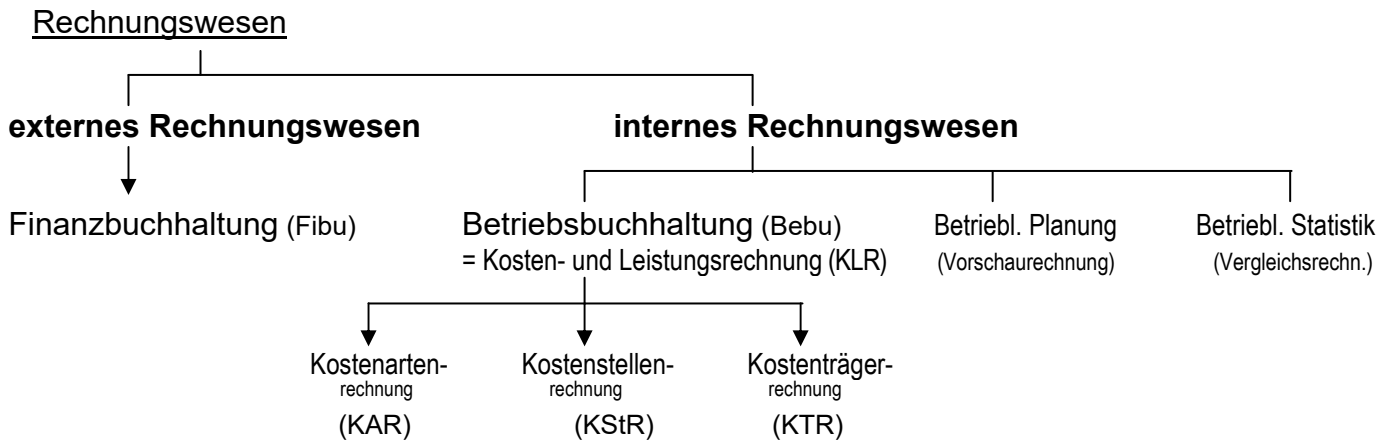 Rechnungswesen
externes Rechnungswesen
internes Rechnungswesen
Finanzbuchhaltung (Fibu)
Betriebsbuchhaltung (Bebu)
= Kosten- und Leistungsrechnung (KLR)
Betriebl. Planung
(Vorschaurechnung)
Betriebl. Statistik
(Vergleichsrechn.)
Kostenarten-
rechnung
(KAR)
Kostenstellen-
rechnung
(KStR)
Kostenträger-
rechnung
(KTR)